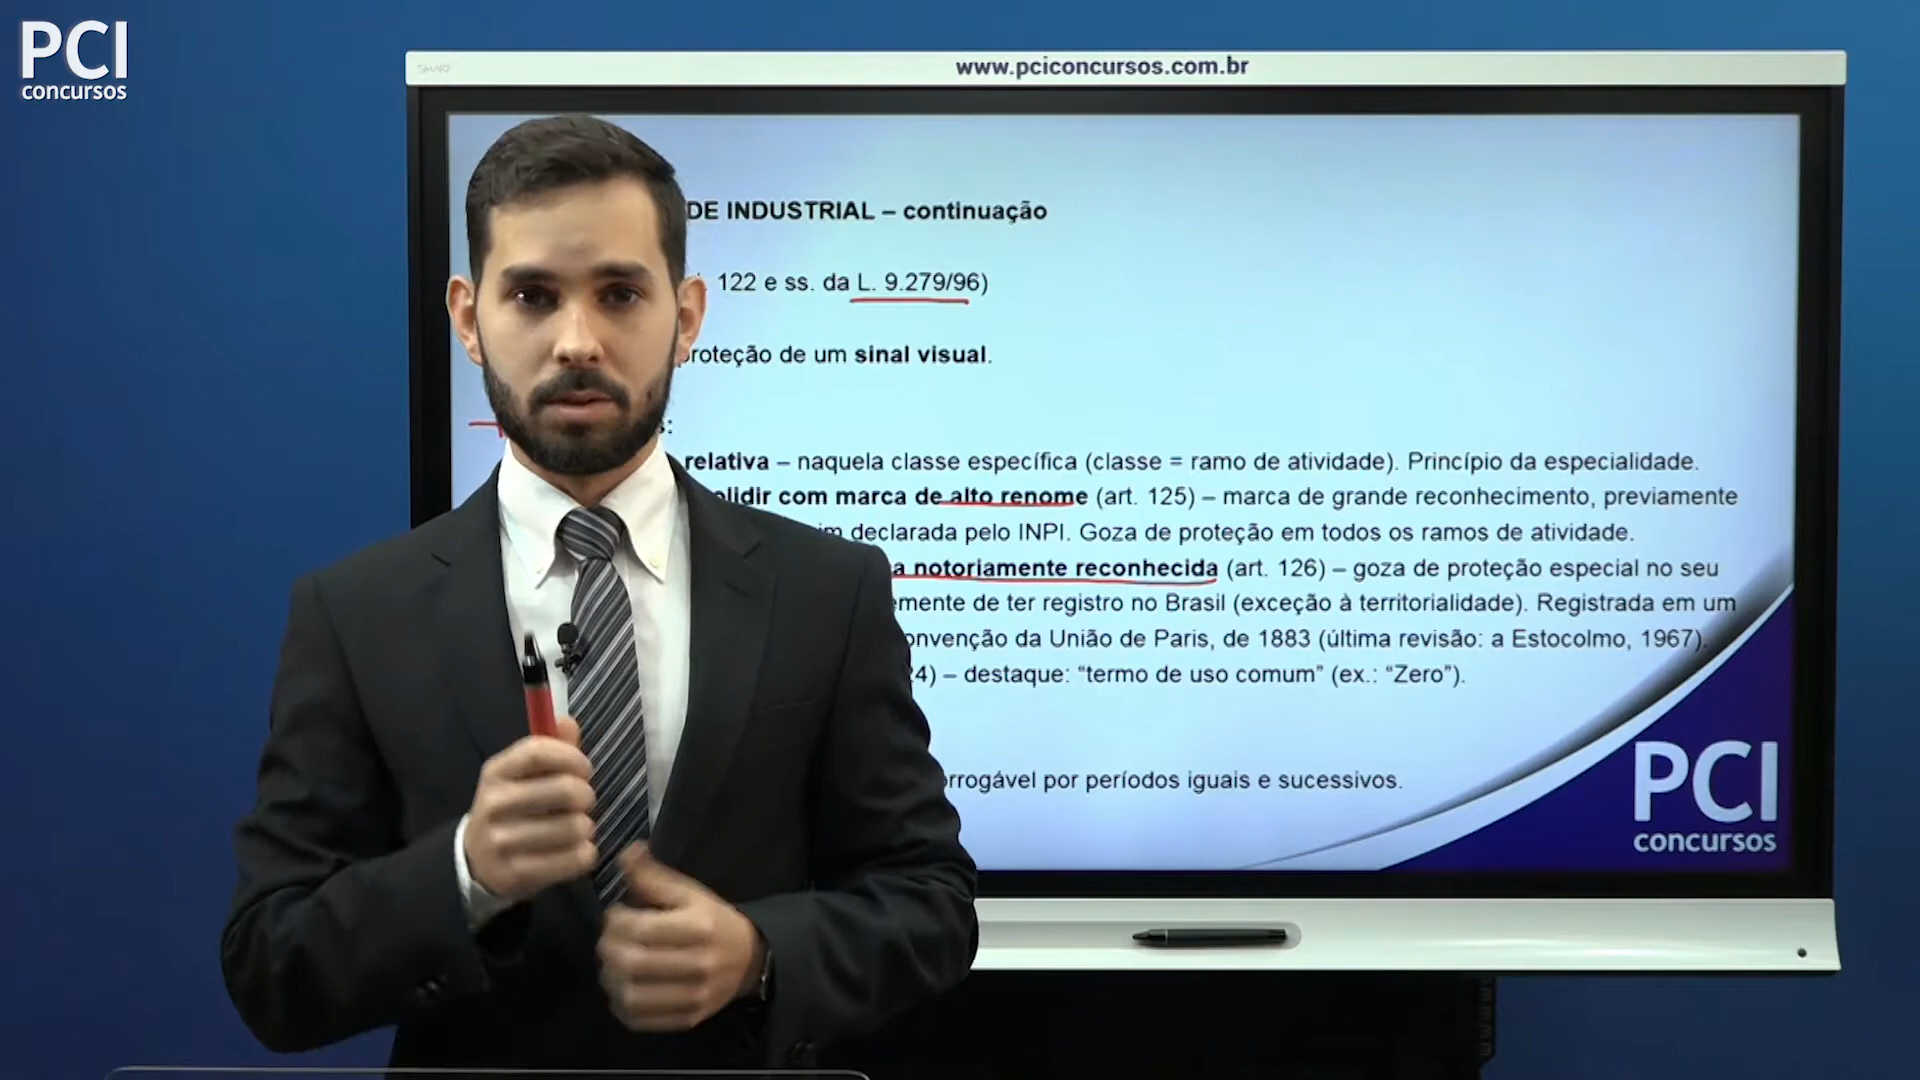 PCI
concursos
www.pciconcursos.com.br
SMART
DE INDUSTRIAL – continuação
122 e ss. da L. 9.279/96)
proteção de um sinal visual.
:
relativa – naquela classe específica (classe = ramo de atividade). Princípio da especialidade.
olidir com marca de alto renome (art. 125) – marca de grande reconhecimento, previamente
declarada pelo INPI. Goza de proteção em todos os ramos de atividade.
a notoriamente reconhecida (art. 126) – goza de proteção especial no seu
emente de ter registro no Brasil (exceção à territorialidade). Registrada em um
onvenção da União de Paris, de 1883 (última revisão: a Estocolmo, 1967).
24) – destaque: “termo de uso comum” (ex.: “Zero”).
rrogável por períodos iguais e sucessivos.
PCI
concursos